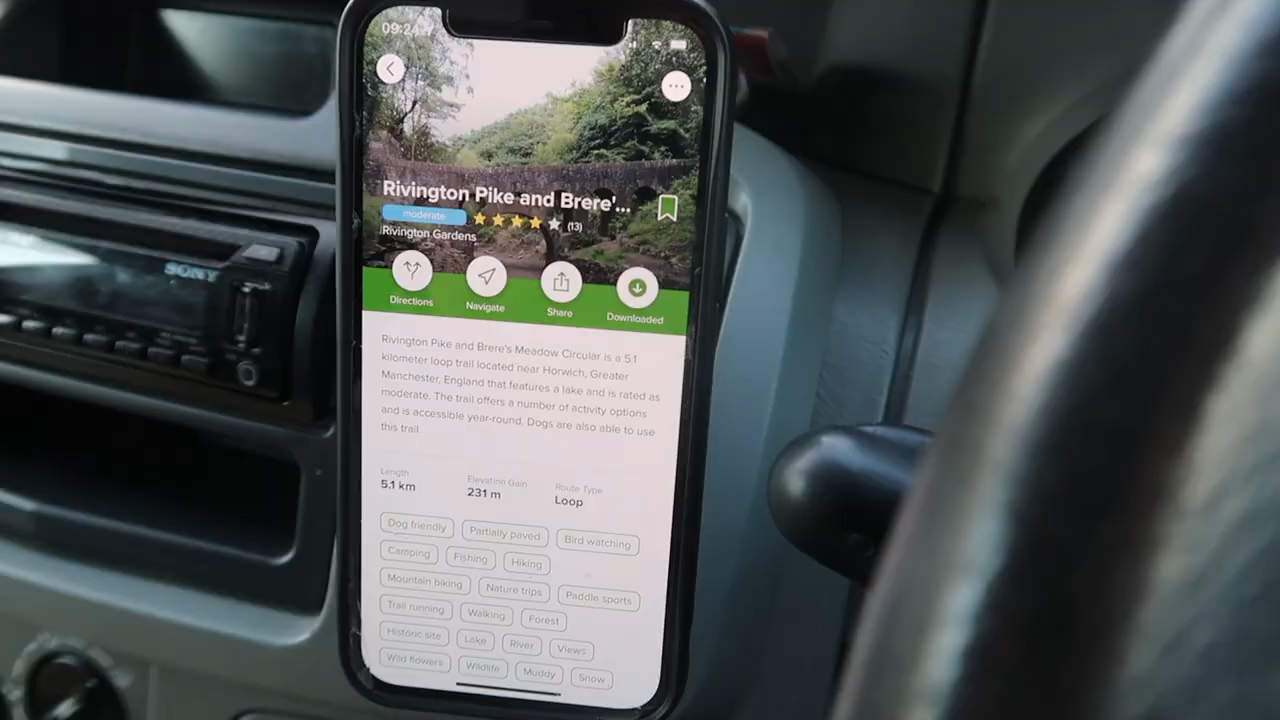 09:24
SONY
Rivington Pike and Brere'...
moderate
(13)
Rivington Gardens
Directions
Navigate
Share
Downloaded
Rivington Pike and Brere's Meadow Circular is a 5.1
kilometer loop trail located near Horwich, Greater
Manchester, England that features a lake and is rated as
moderate. The trail offers a number of activity options
and is accessible year-round. Dogs are also able to use
this trail.
Length
Elevation Gain
Route Type
5.1 km
231 m
Loop
Dog friendly
Partially paved
Bird watching
Camping
Fishing
Hiking
Mountain biking
Nature trips
Paddle sports
Trail running
Walking
Forest
Historic site
Lake
River
Views
Wild flowers
Wildlife
Muddy
Snow